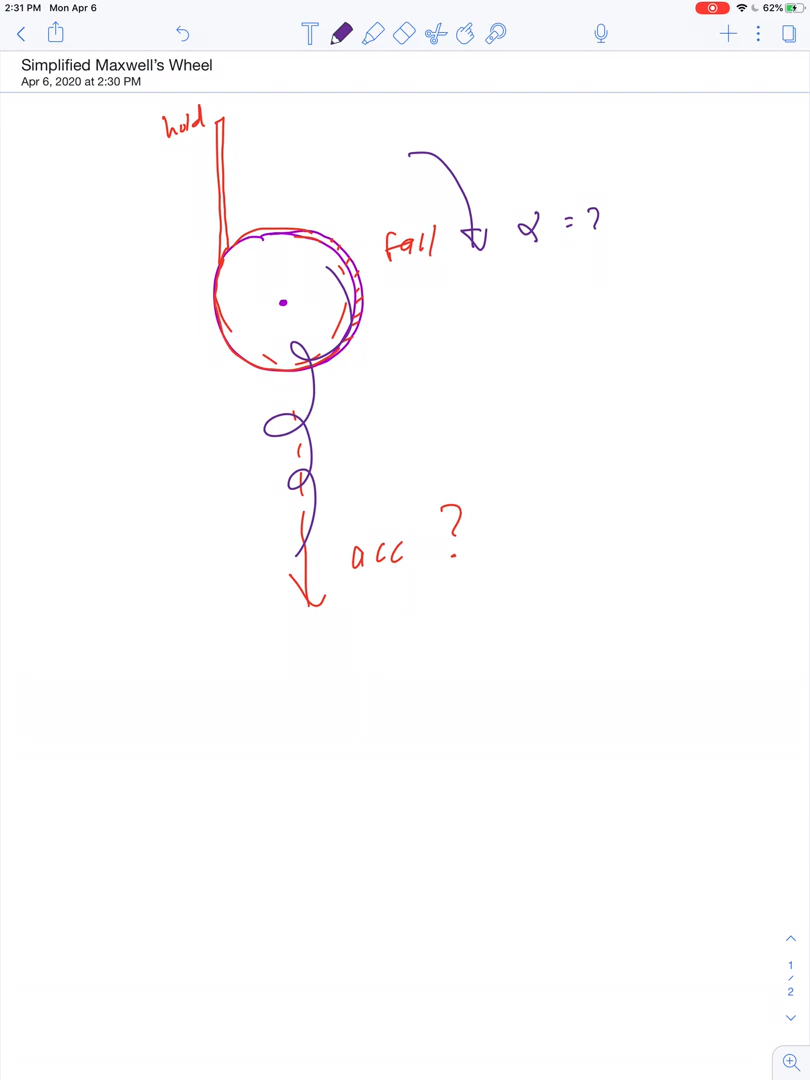 2:31 PM Mon Apr 6
62%
T
Simplified Maxwell's Wheel
Apr 6, 2020 at 2:30 PM
hold
fall α = ?
acc ?
1
/
2